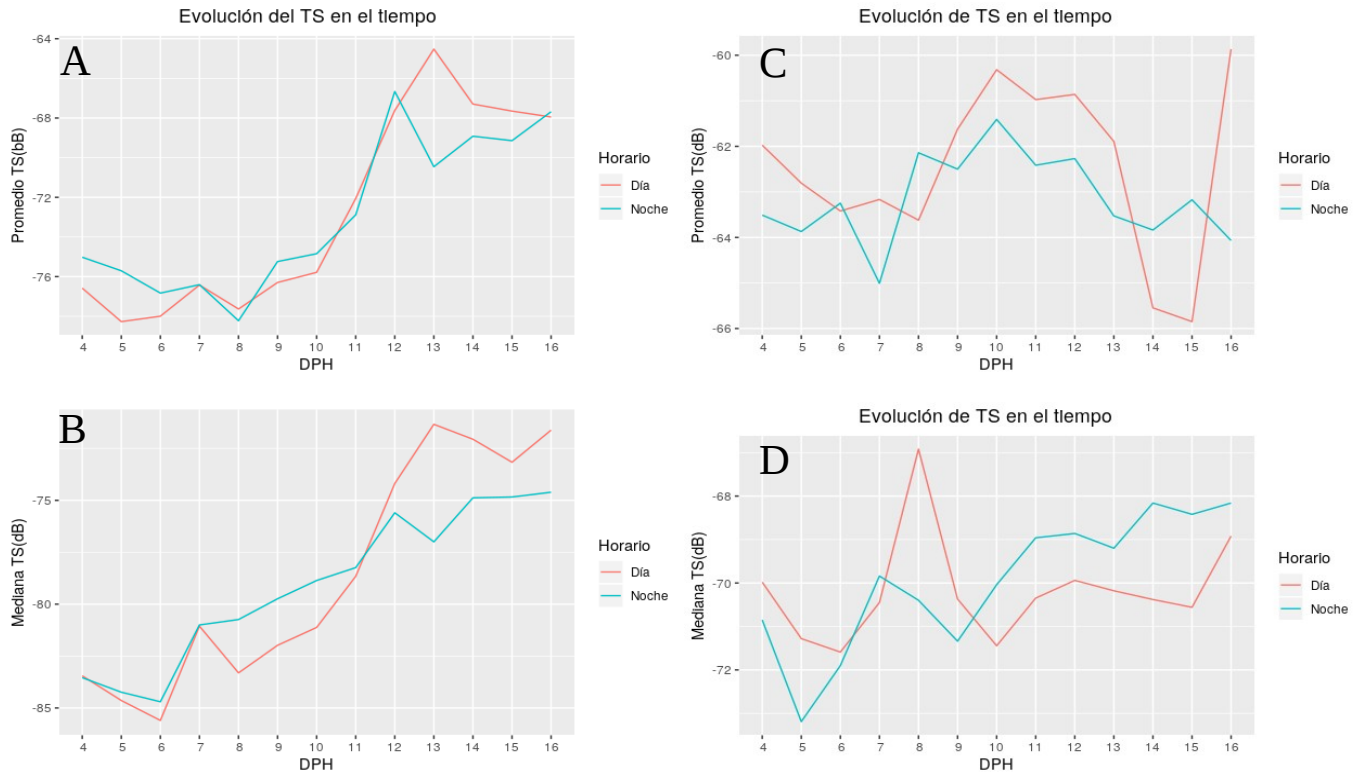 Evolución del TS en el tiempo
A
-64
-68
-72
-76
Promedio TS(bB)
4 5 6 7 8 9 10 11 12 13 14 15 16
DPH
Horario
Día
Noche
Evolución de TS en el tiempo
C
-60
-62
-64
-66
Promedio TS(dB)
4 5 6 7 8 9 10 11 12 13 14 15 16
DPH
Horario
Día
Noche
B
-75
-80
-85
Mediana TS(dB)
4 5 6 7 8 9 10 11 12 13 14 15 16
DPH
Horario
Día
Noche
Evolución de TS en el tiempo
D
-68
-70
-72
Mediana TS(dB)
4 5 6 7 8 9 10 11 12 13 14 15 16
DPH
Horario
Día
Noche